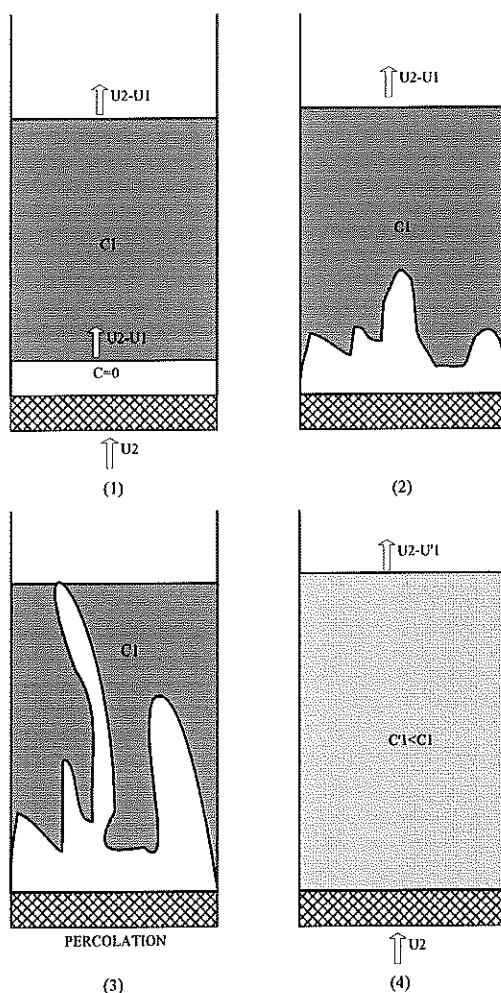 U2-U1
C1
U2-U1
C=0
U2
(1)
U2-U1
C1
(2)
C1
PERCOLATION
(3)
U2-U'1
C'1<C1
U2
(4)